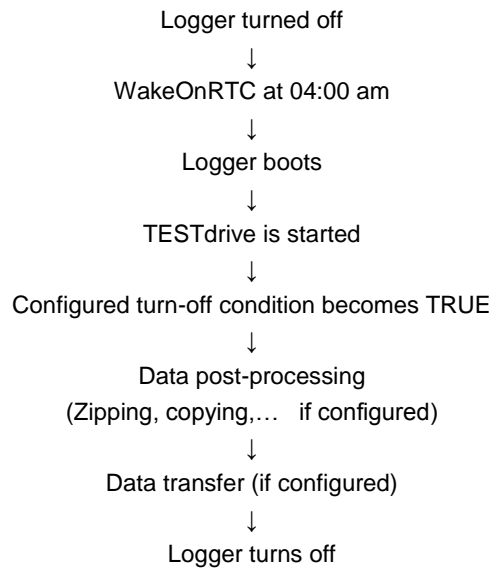 Logger turned off
↓
WakeOnRTC at 04:00 am
↓
Logger boots
↓
TESTdrive is started
↓
Configured turn-off condition becomes TRUE
↓
Data post-processing
(Zipping, copying,… if configured)
↓
Data transfer (if configured)
↓
Logger turns off